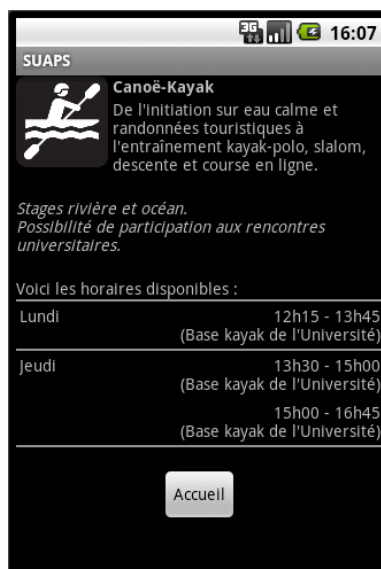 3G 16:07
SUAPS
Canoë-Kayak
De l'initiation sur eau calme et
randonnées touristiques à
l'entraînement kayak-polo, slalom,
descente et course en ligne.
Stages rivière et océan.
Possibilité de participation aux rencontres
universitaires.
Voici les horaires disponibles :
Lundi 12h15 - 13h45
(Base kayak de l'Université)
Jeudi 13h30 - 15h00
(Base kayak de l'Université)
15h00 - 16h45
(Base kayak de l'Université)
Accueil